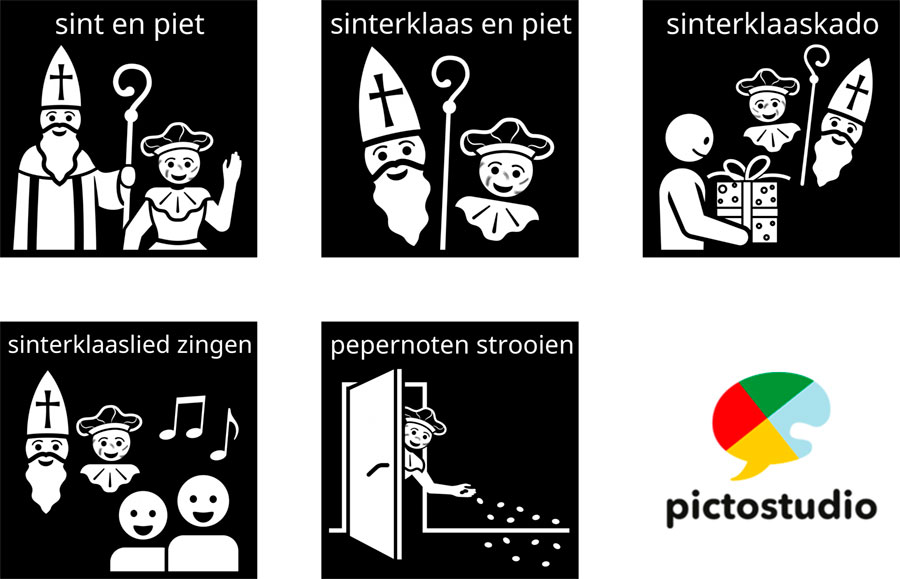 sint en piet
sinterklaas en piet
sinterklaaskado
sinterklaaslied zingen
pepernoten strooien
pictostudio